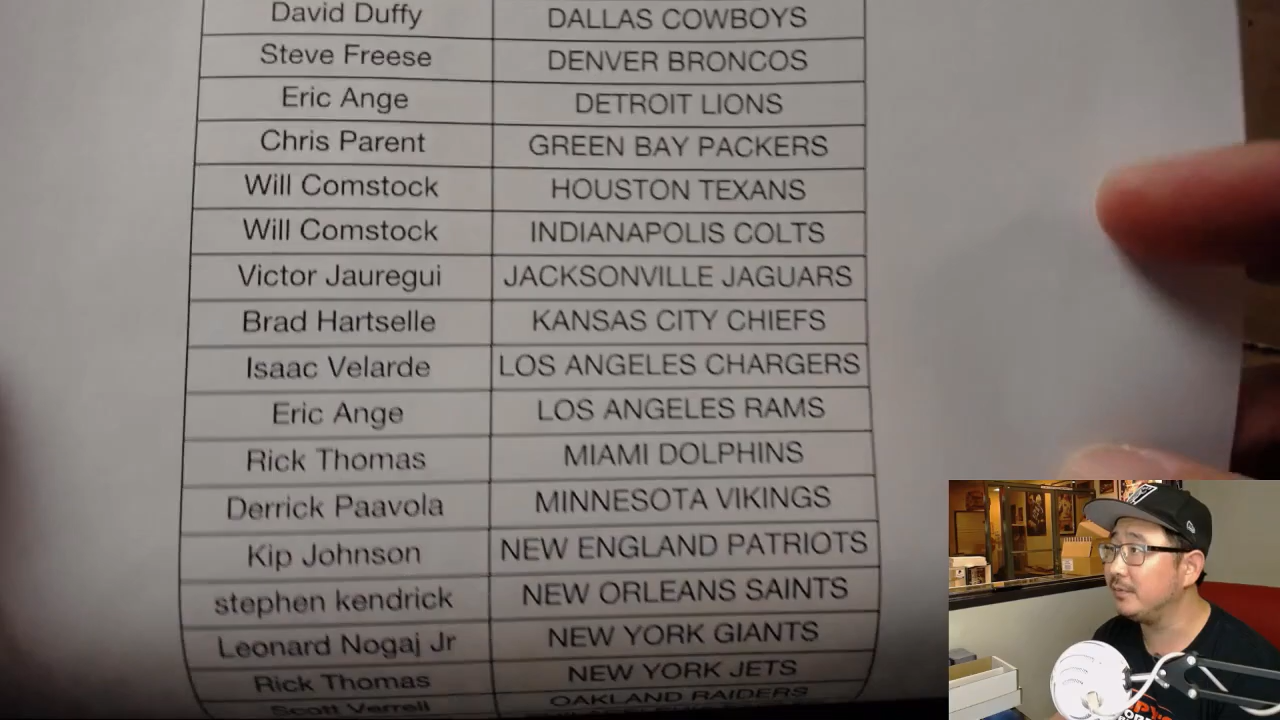 David Duffy DALLAS COWBOYS
Steve Freese DENVER BRONCOS
Eric Ange DETROIT LIONS
Chris Parent GREEN BAY PACKERS
Will Comstock HOUSTON TEXANS
Will Comstock INDIANAPOLIS COLTS
Victor Jauregui JACKSONVILLE JAGUARS
Brad Hartselle KANSAS CITY CHIEFS
Isaac Velarde LOS ANGELES CHARGERS
Eric Ange LOS ANGELES RAMS
Rick Thomas MIAMI DOLPHINS
Derrick Paavola MINNESOTA VIKINGS
Kip Johnson NEW ENGLAND PATRIOTS
stephen kendrick NEW ORLEANS SAINTS
Leonard Nogaj Jr NEW YORK GIANTS
Rick Thomas NEW YORK JETS
Scott Verrell OAKLAND RAIDERS